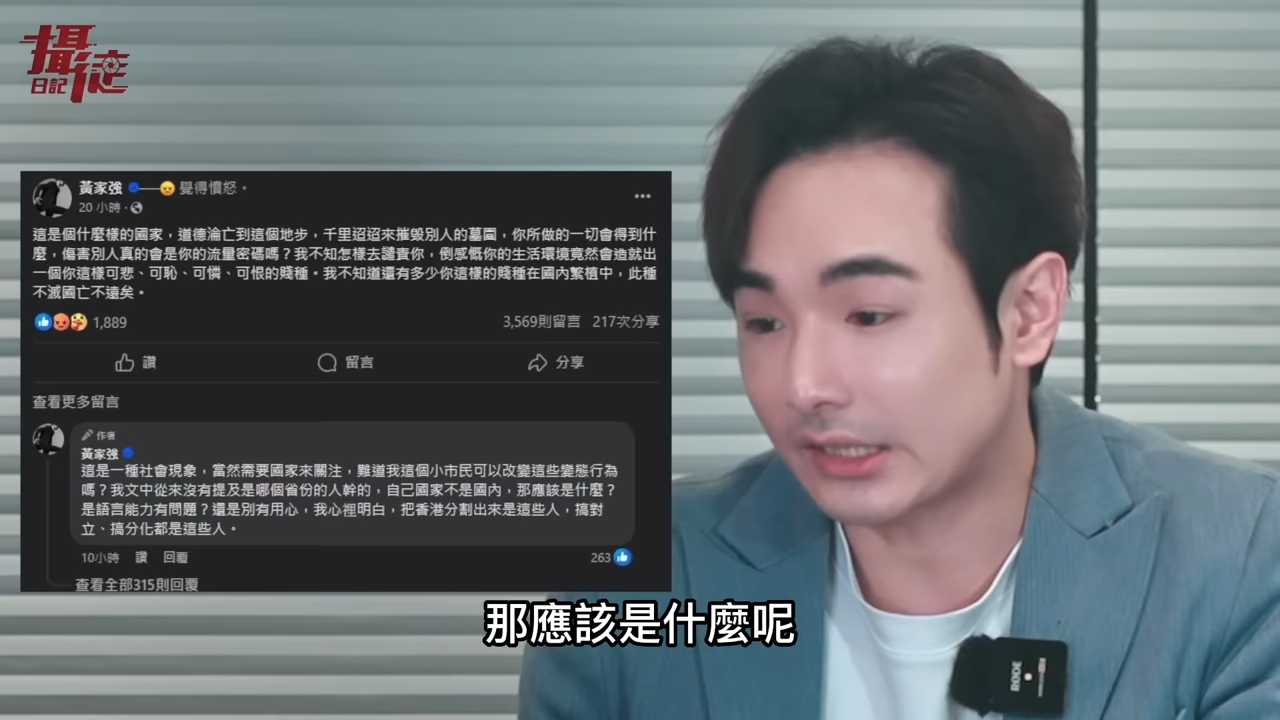 攝徒
日記
黃家強 覺得憤怒。
20 小時
這是個什麼樣的國家，道德淪亡到這個地步，千里迢迢來摧毀別人的墓園，你所做的一切會得到什
麼，傷害別人真的會是你的流量密碼嗎？我不知怎樣去譴責你，倒感慨你的生活環境竟然會造就出
一個你這樣可悲、可恥、可憐、可恨的賤種。我不知道還有多少你這樣的賤種在國內繁植中，此種
不滅國亡不遠矣。
1,889
3,569則留言 217次分享
讚 留言 分享
查看更多留言
作者
黃家強
這是一種社會現象，當然需要國家來關注，難道我這個小市民可以改變這些變態行為
嗎？我文中從來沒有提及是哪個省份的人幹的，自己國家不是國內，那應該是什麼？
是語言能力有問題？還是別有用心，我心裡明白，把香港分割出來是這些人，搞對
立、搞分化都是這些人。
10小時 讚 回覆
263
查看全部315則回覆
那應該是什麼呢
RODE